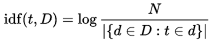 idf(t, D) = log N / |{d ∈ D : t ∈ d}|